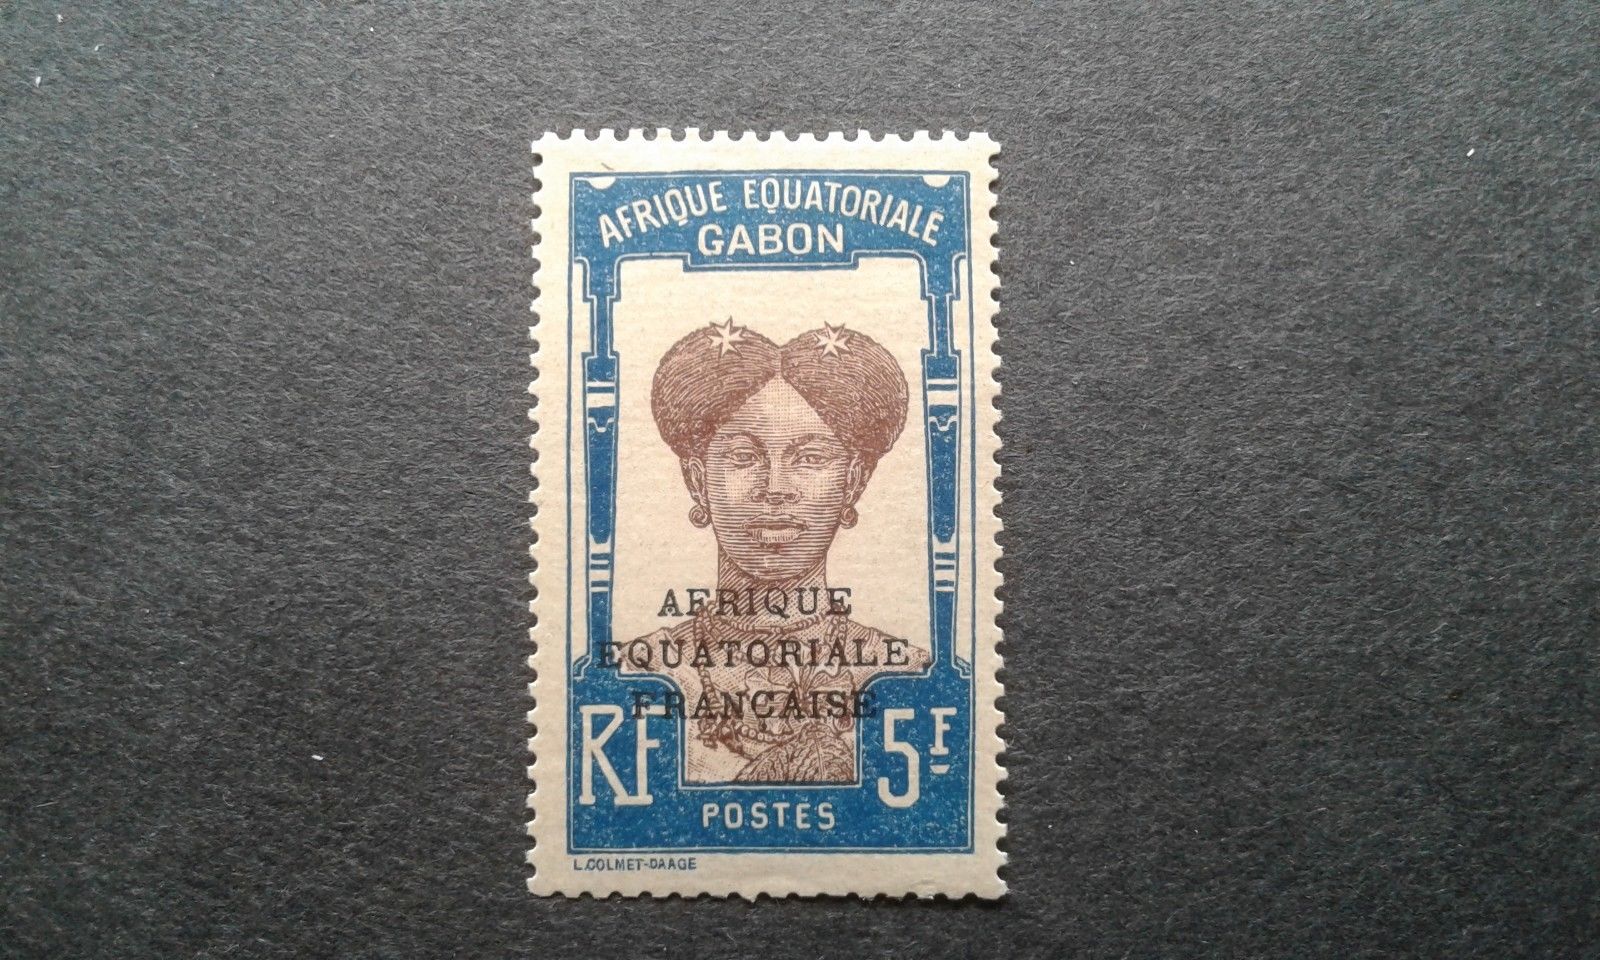 AFRIQUE EQUATORIALE
GABON
AFRIQUE
EQUATORIALE
FRANÇAISE
RF 5F
POSTES
L.COLMET-DAAGE